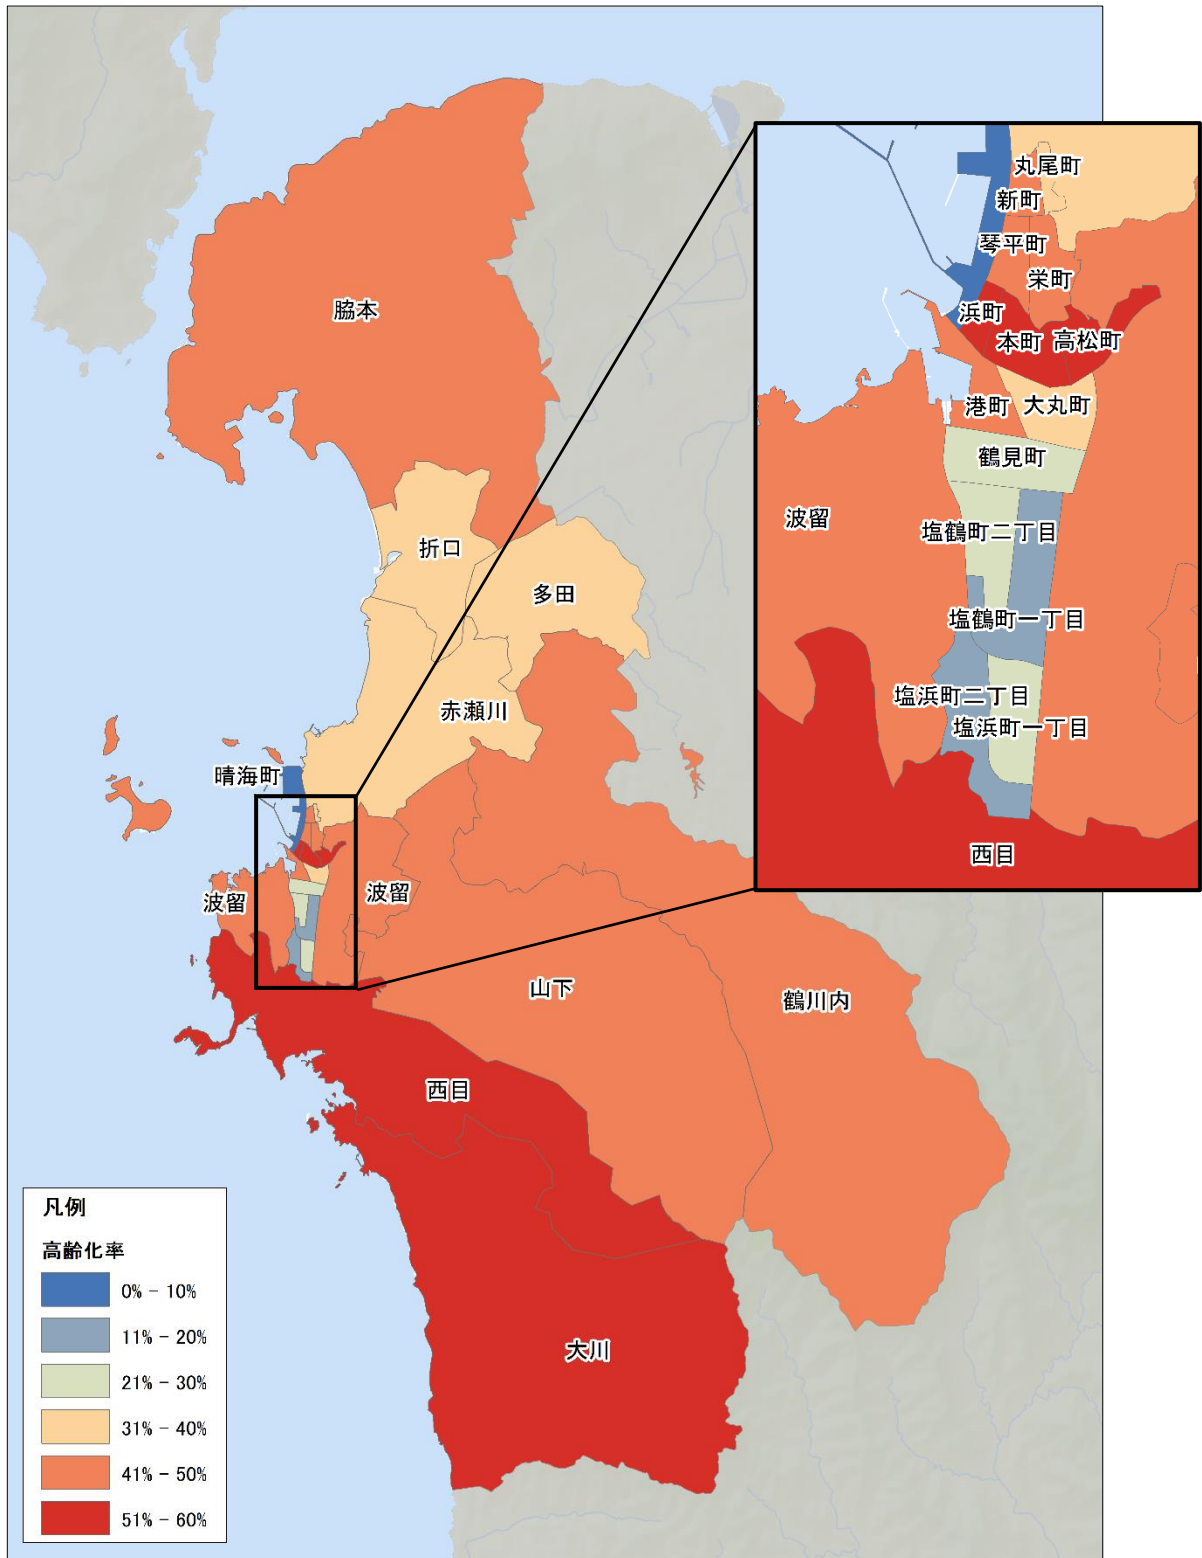 脇本
折口
多田
赤瀬川
晴海町
波留
波留
山下
鶴川内
西目
大川
丸尾町
新町
琴平町
栄町
浜町
本町
高松町
港町
大丸町
鶴見町
波留
塩鶴町二丁目
塩鶴町一丁目
塩浜町二丁目
塩浜町一丁目
西目
凡例
高齢化率
0% - 10%
11% - 20%
21% - 30%
31% - 40%
41% - 50%
51% - 60%